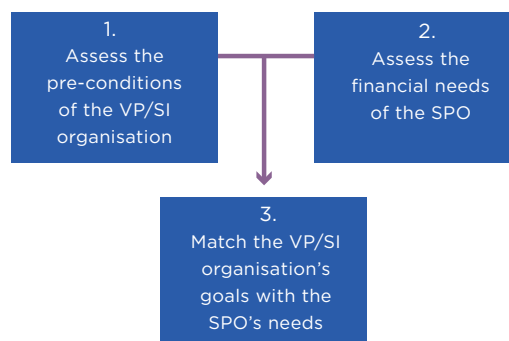 1.
Assess the
pre-conditions
of the VP/SI
organisation
2.
Assess the
financial needs
of the SPO
3.
Match the VP/SI
organisation’s
goals with the
SPO’s needs